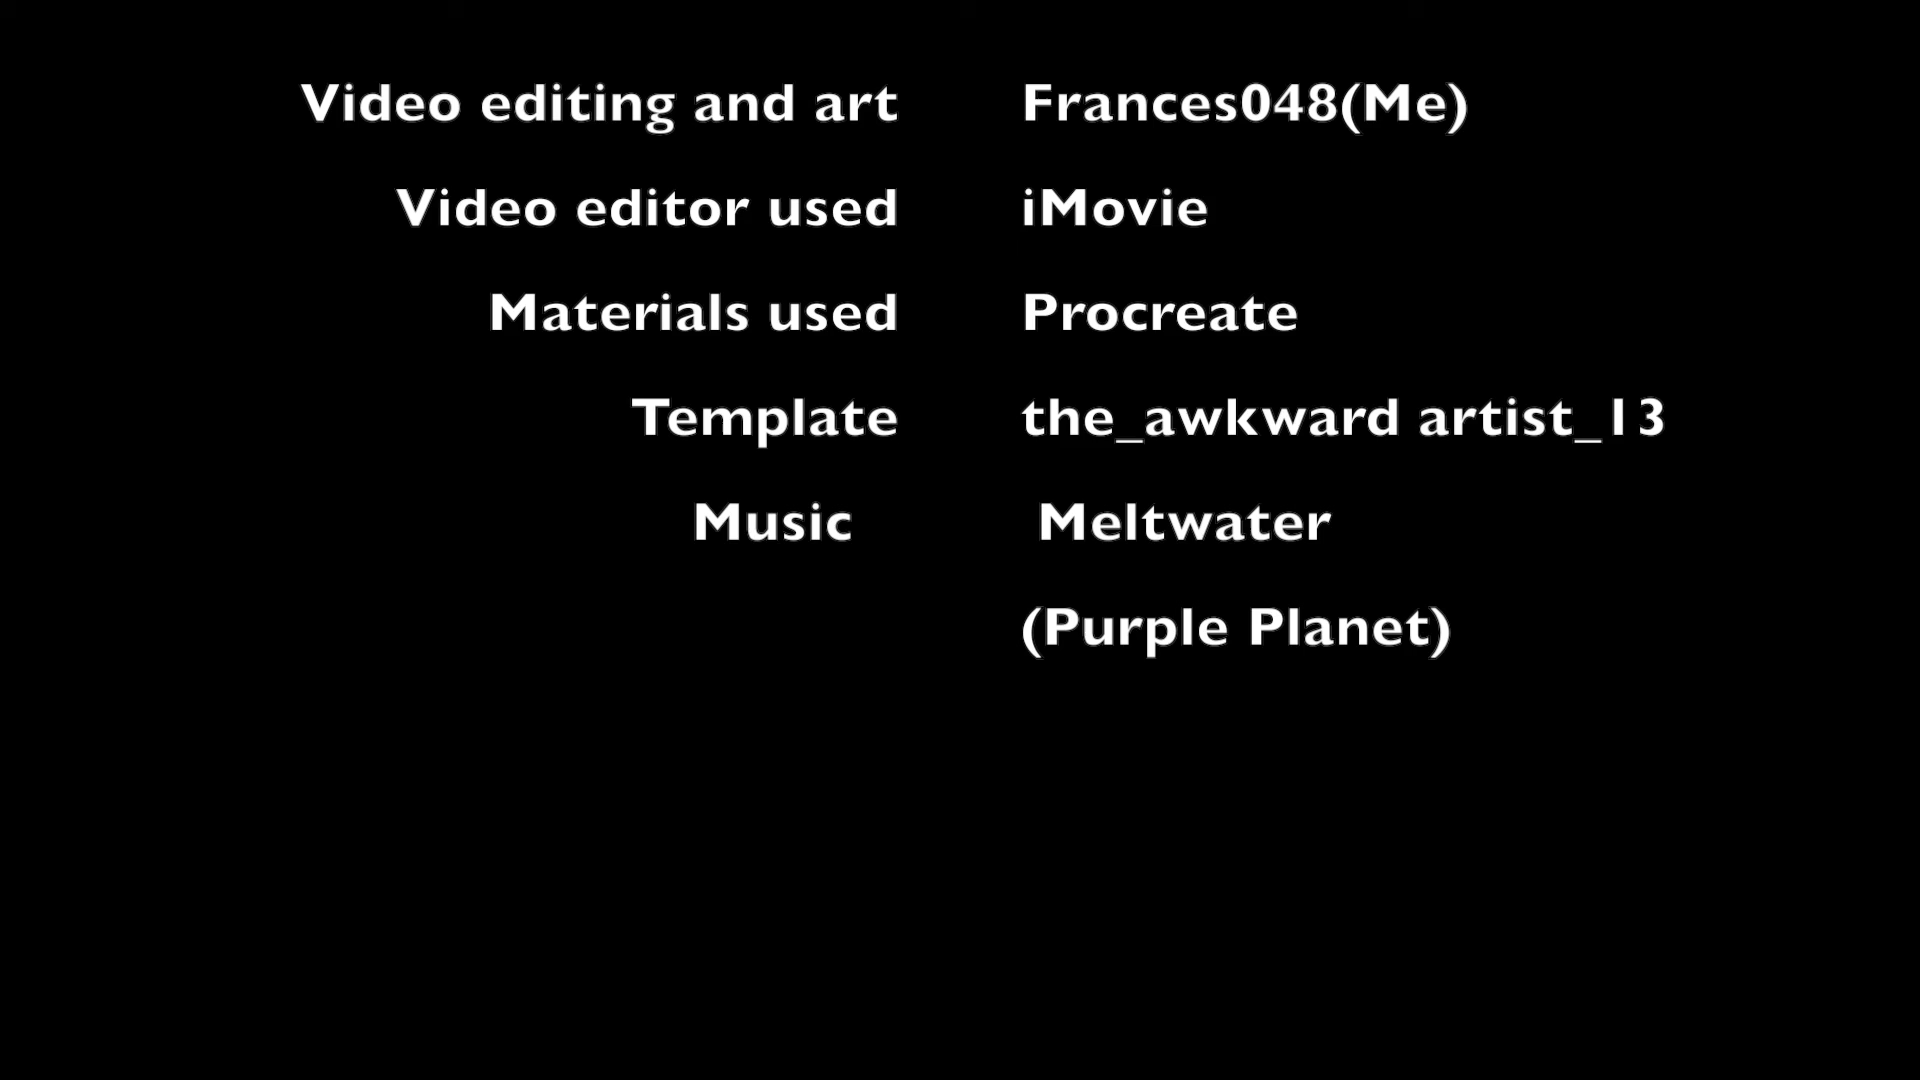 Video editing and art Frances048(Me)
Video editor used iMovie
Materials used Procreate
Template the_awkward artist_13
Music Meltwater
(Purple Planet)